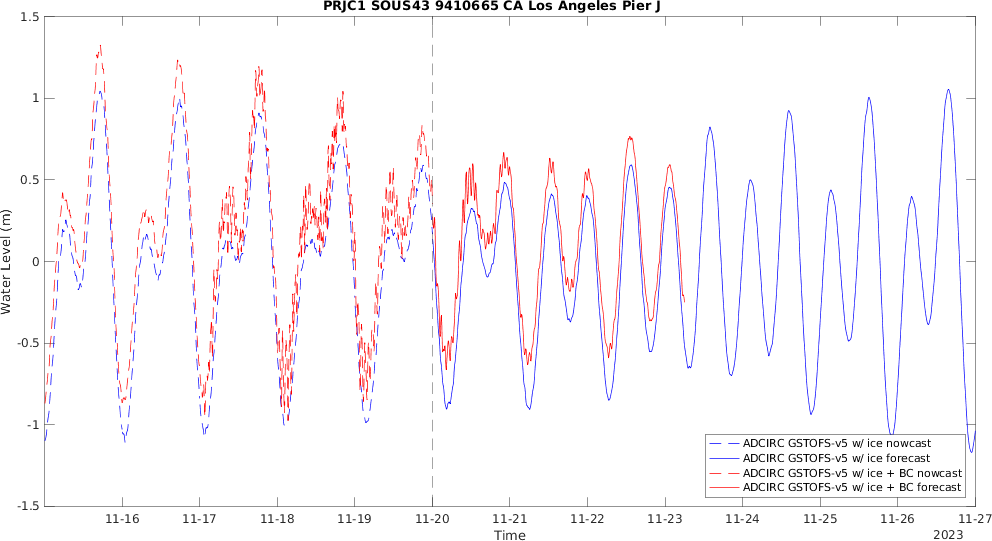 PRJC1 SOUS43 9410665 CA Los Angeles Pier J
1.5
1
0.5
0
-0.5
-1
-1.5
Water Level (m)
ADCIRC GSTOFS-v5 w/ ice nowcast
ADCIRC GSTOFS-v5 w/ ice forecast
ADCIRC GSTOFS-v5 w/ ice + BC nowcast
ADCIRC GSTOFS-v5 w/ ice + BC forecast
11-16 11-17 11-18 11-19 11-20 11-21 11-22 11-23 11-24 11-25 11-26 11-27
Time
2023